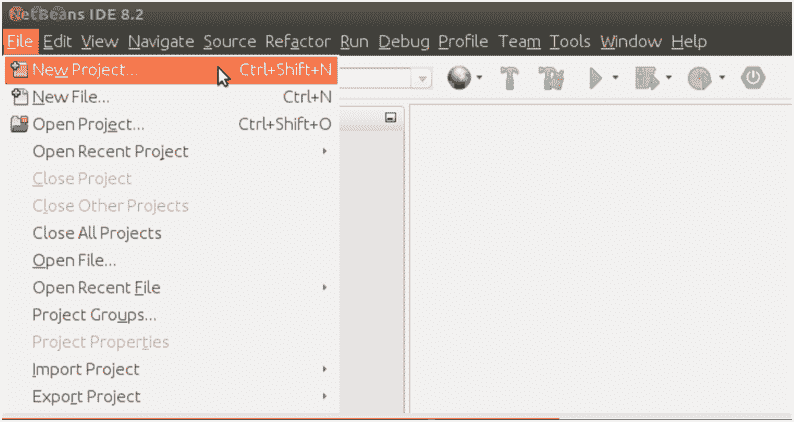 NetBeans IDE 8.2
File Edit View Navigate Source Refactor Run Debug Profile Team Tools Window Help
New Project... Ctrl+Shift+N
New File... Ctrl+N
Open Project... Ctrl+Shift+O
Open Recent Project
Close Project
Close Other Projects
Close All Projects
Open File...
Open Recent File
Project Groups...
Project Properties
Import Project
Export Project